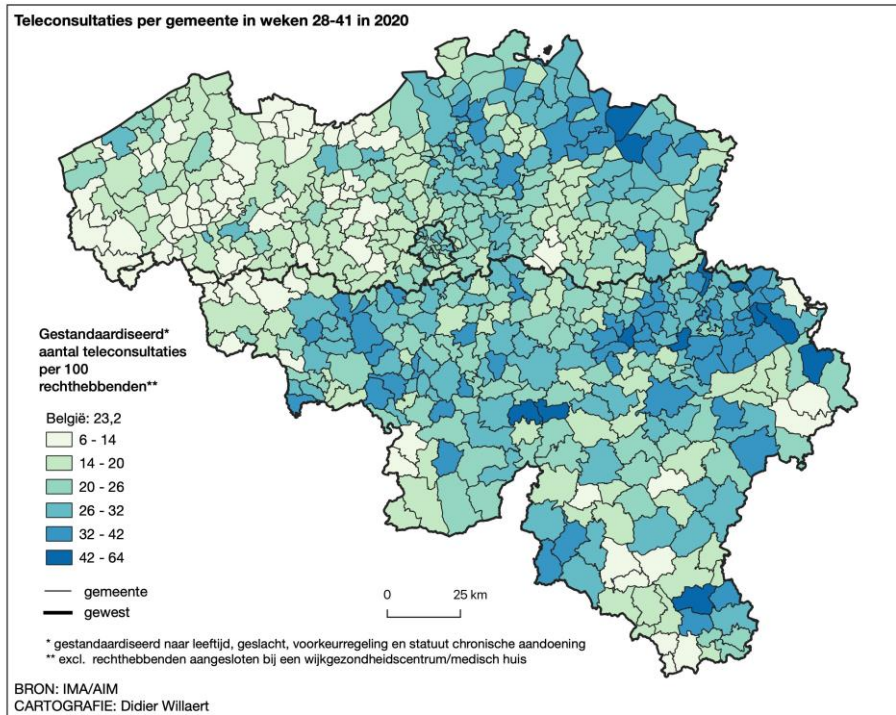 Teleconsultaties per gemeente in weken 28-41 in 2020
Gestandaardiseerd*
aantal teleconsultaties
per 100
rechthebbenden**
België: 23,2
6 - 14
14 - 20
20 - 26
26 - 32
32 - 42
42 - 64
gemeente
gewest
0 25 km
* gestandaardiseerd naar leeftijd, geslacht, voorkeurregeling en statuut chronische aandoening
** excl. rechthebbenden aangesloten bij een wijkgezondheidscentrum/medisch huis
BRON: IMA/AIM
CARTOGRAFIE: Didier Willaert